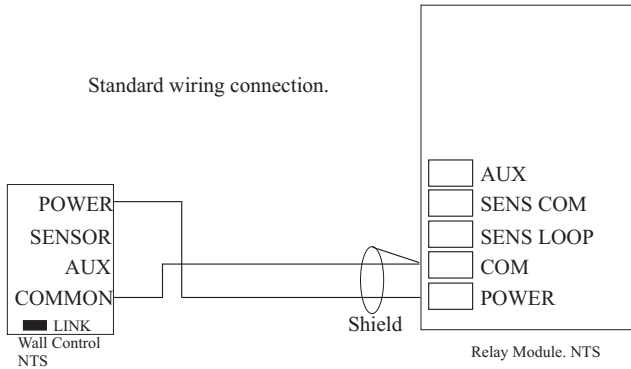 Standard wiring connection.
POWER
SENSOR
AUX
COMMON
LINK
Wall Control
NTS
Shield
AUX
SENS COM
SENS LOOP
COM
POWER
Relay Module. NTS